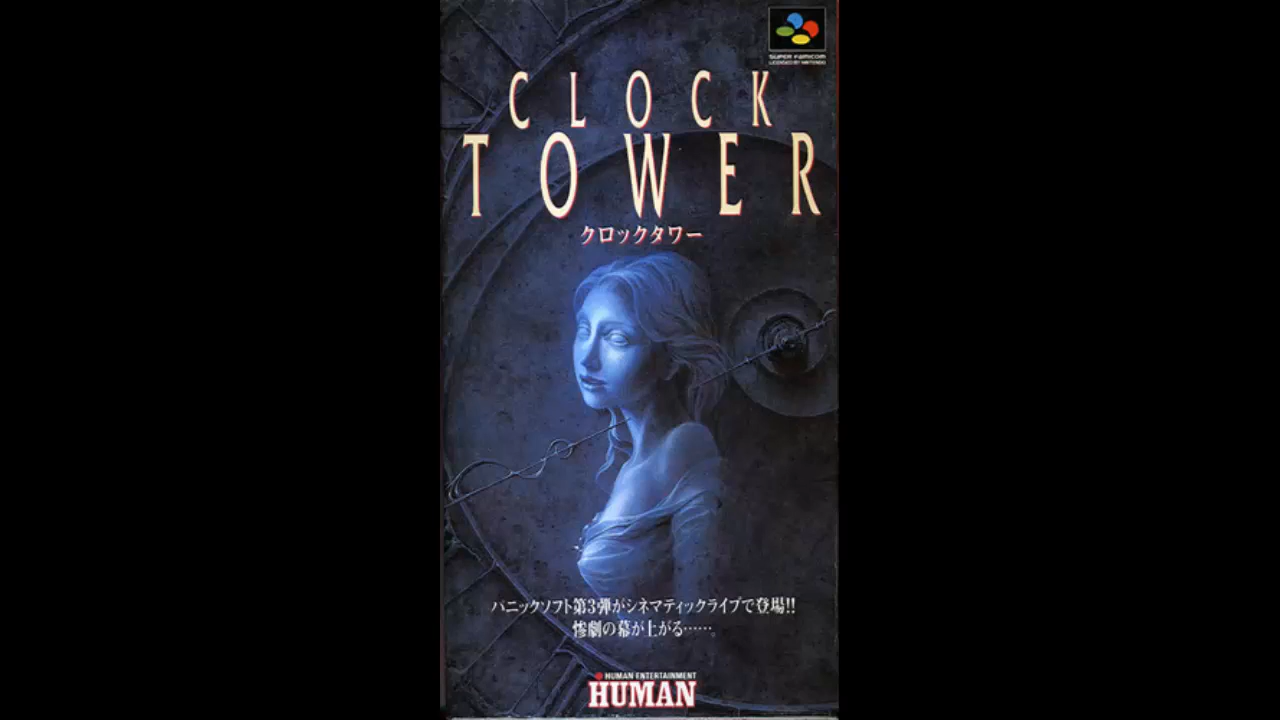 SUPER FAMICOM
LICENSED BY NINTENDO
CLOCK
TOWER
クロックタワー
パニックソフト第3弾がシネマティックライブで登場!!
惨劇の幕が上がる……。
HUMAN ENTERTAINMENT
HUMAN